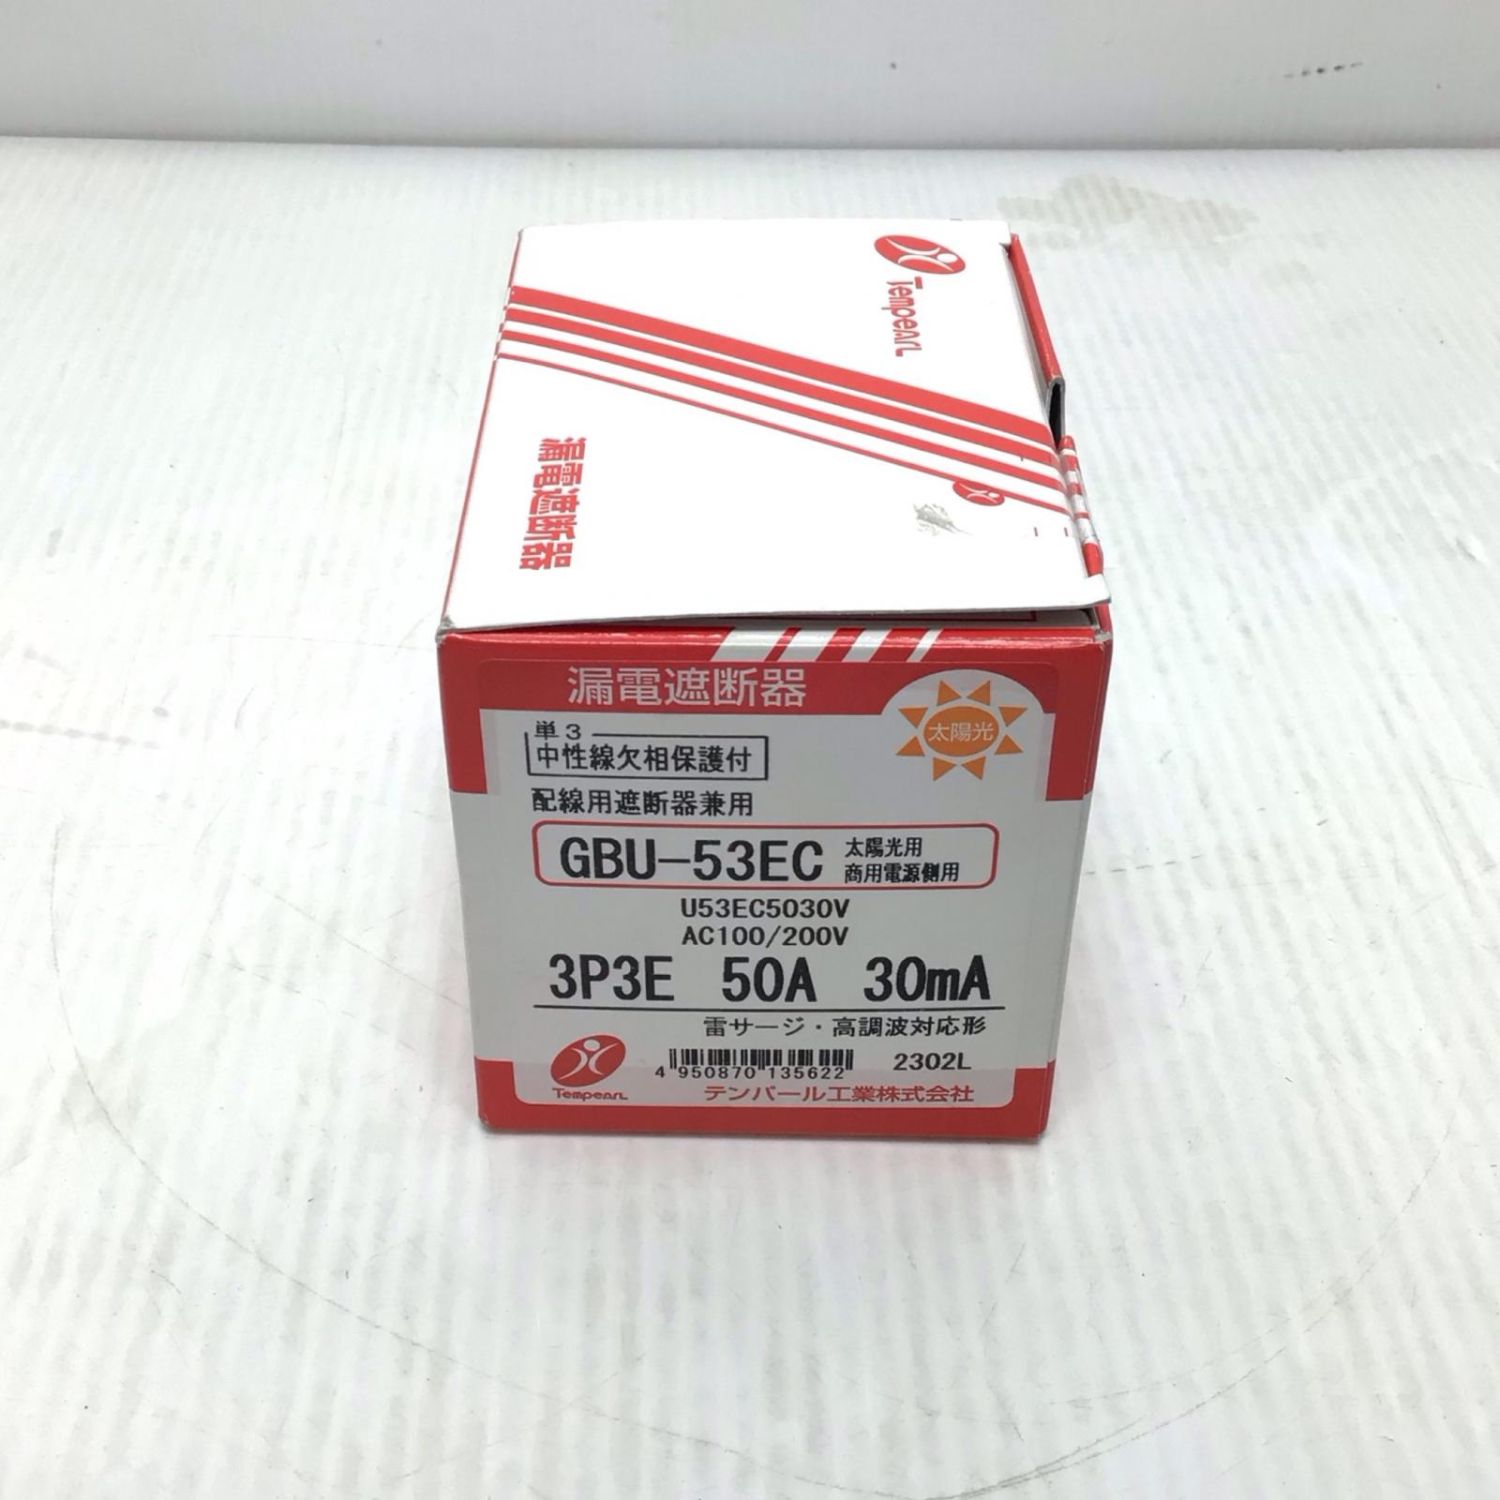 Tempearl
漏電遮断器
漏電遮断器
太陽光
単3
中性線欠相保護付
配線用遮断器兼用
GBU-53EC 太陽光用
商用電源側用
U53EC5030V
AC100/200V
3P3E 50A 30mA
雷サージ・高調波対応形
4 950870 135622 2302L
Tempearl テンパール工業株式会社